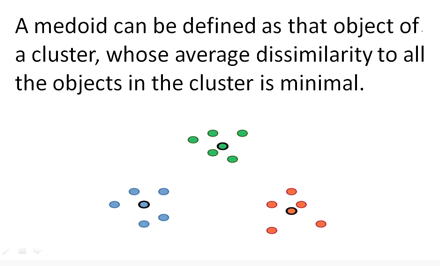 A medoid can be defined as that object of
a cluster, whose average dissimilarity to all
the objects in the cluster is minimal.